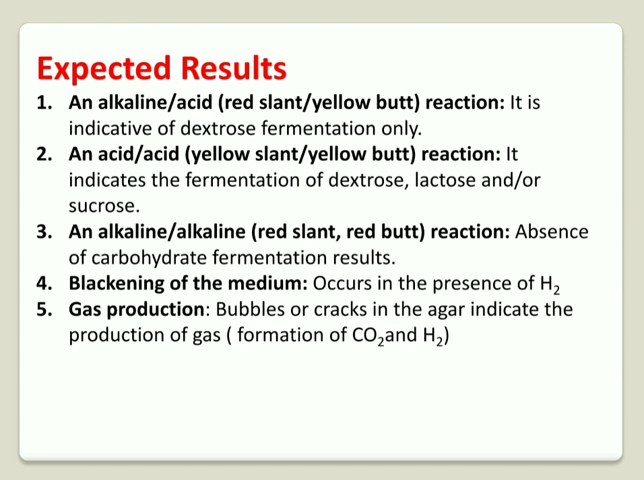 Expected Results
1. An alkaline/acid (red slant/yellow butt) reaction: It is
indicative of dextrose fermentation only.
2. An acid/acid (yellow slant/yellow butt) reaction: It
indicates the fermentation of dextrose, lactose and/or
sucrose.
3. An alkaline/alkaline (red slant, red butt) reaction: Absence
of carbohydrate fermentation results.
4. Blackening of the medium: Occurs in the presence of H₂
5. Gas production: Bubbles or cracks in the agar indicate the
production of gas ( formation of CO₂and H₂)